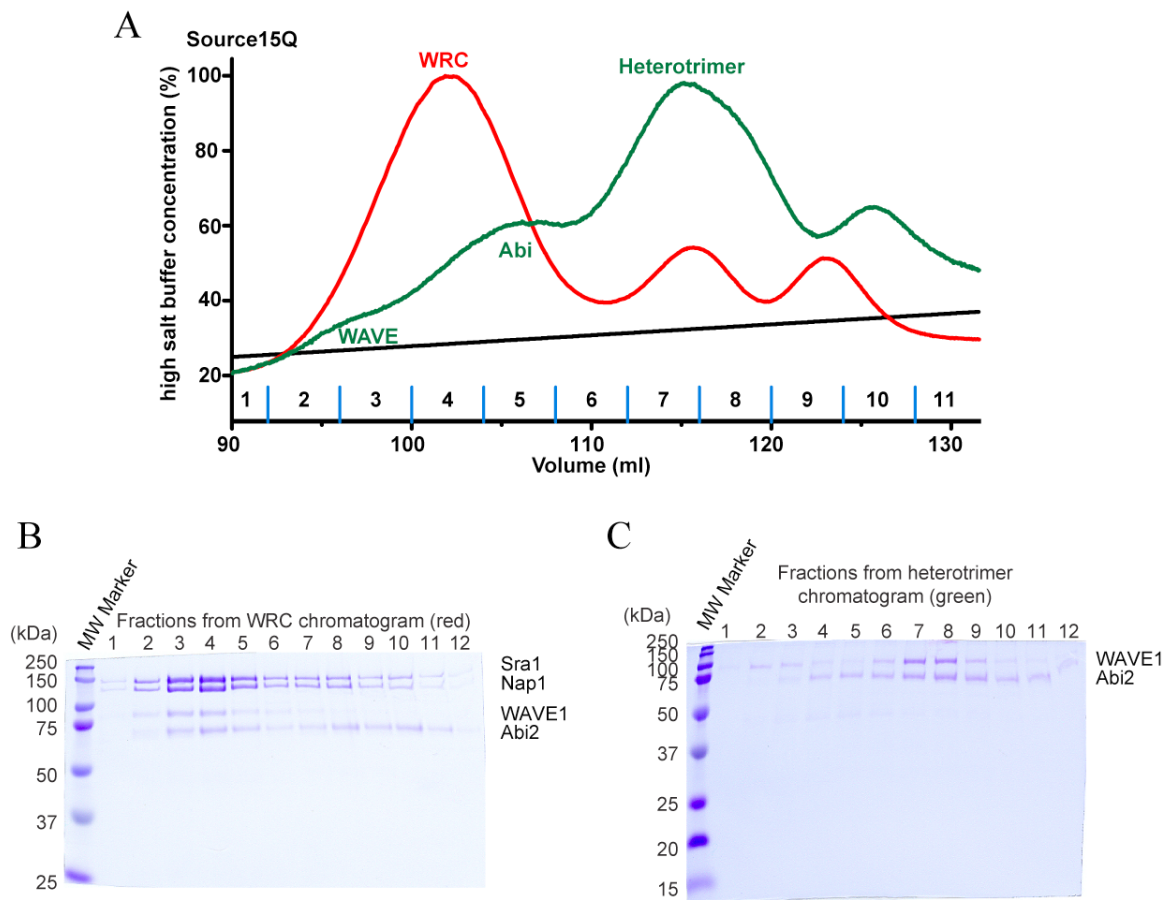 A
Source15Q
high salt buffer concentration (%)
100
80
60
40
20
WRC
Heterotrimer
Abi
WAVE
1 2 3 4 5 6 7 8 9 10 11
90 100 110 120 130
Volume (ml)
B
MW Marker
Fractions from WRC chromatogram (red)
(kDa)
1 2 3 4 5 6 7 8 9 10 11 12
250
150
100
75
50
37
25
Sra1
Nap1
WAVE1
Abi2
C
MW Marker
Fractions from heterotrimer
chromatogram (green)
(kDa)
1 2 3 4 5 6 7 8 9 10 11 12
250
150
100
75
50
37
25
20
15
WAVE1
Abi2